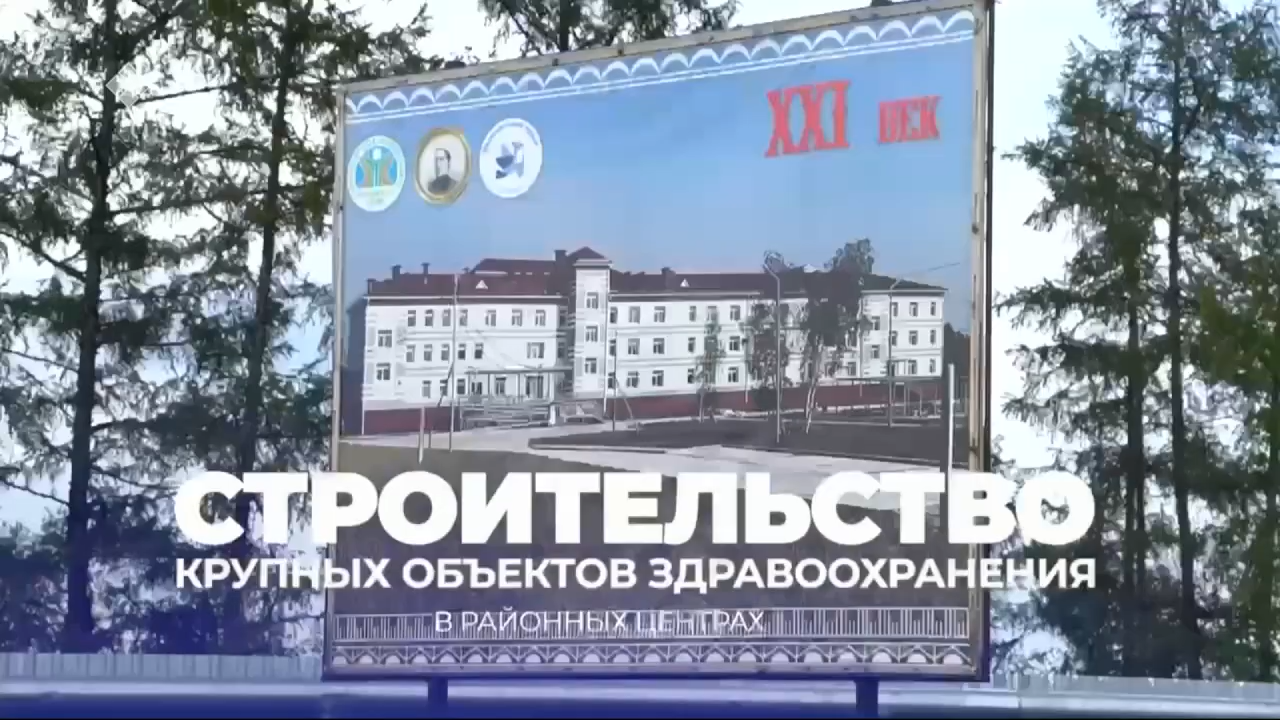 XXI ВЕК
СТРОИТЕЛЬСТВО
КРУПНЫХ ОБЪЕКТОВ ЗДРАВООХРАНЕНИЯ
В РАЙОННЫХ ЦЕНТРАХ